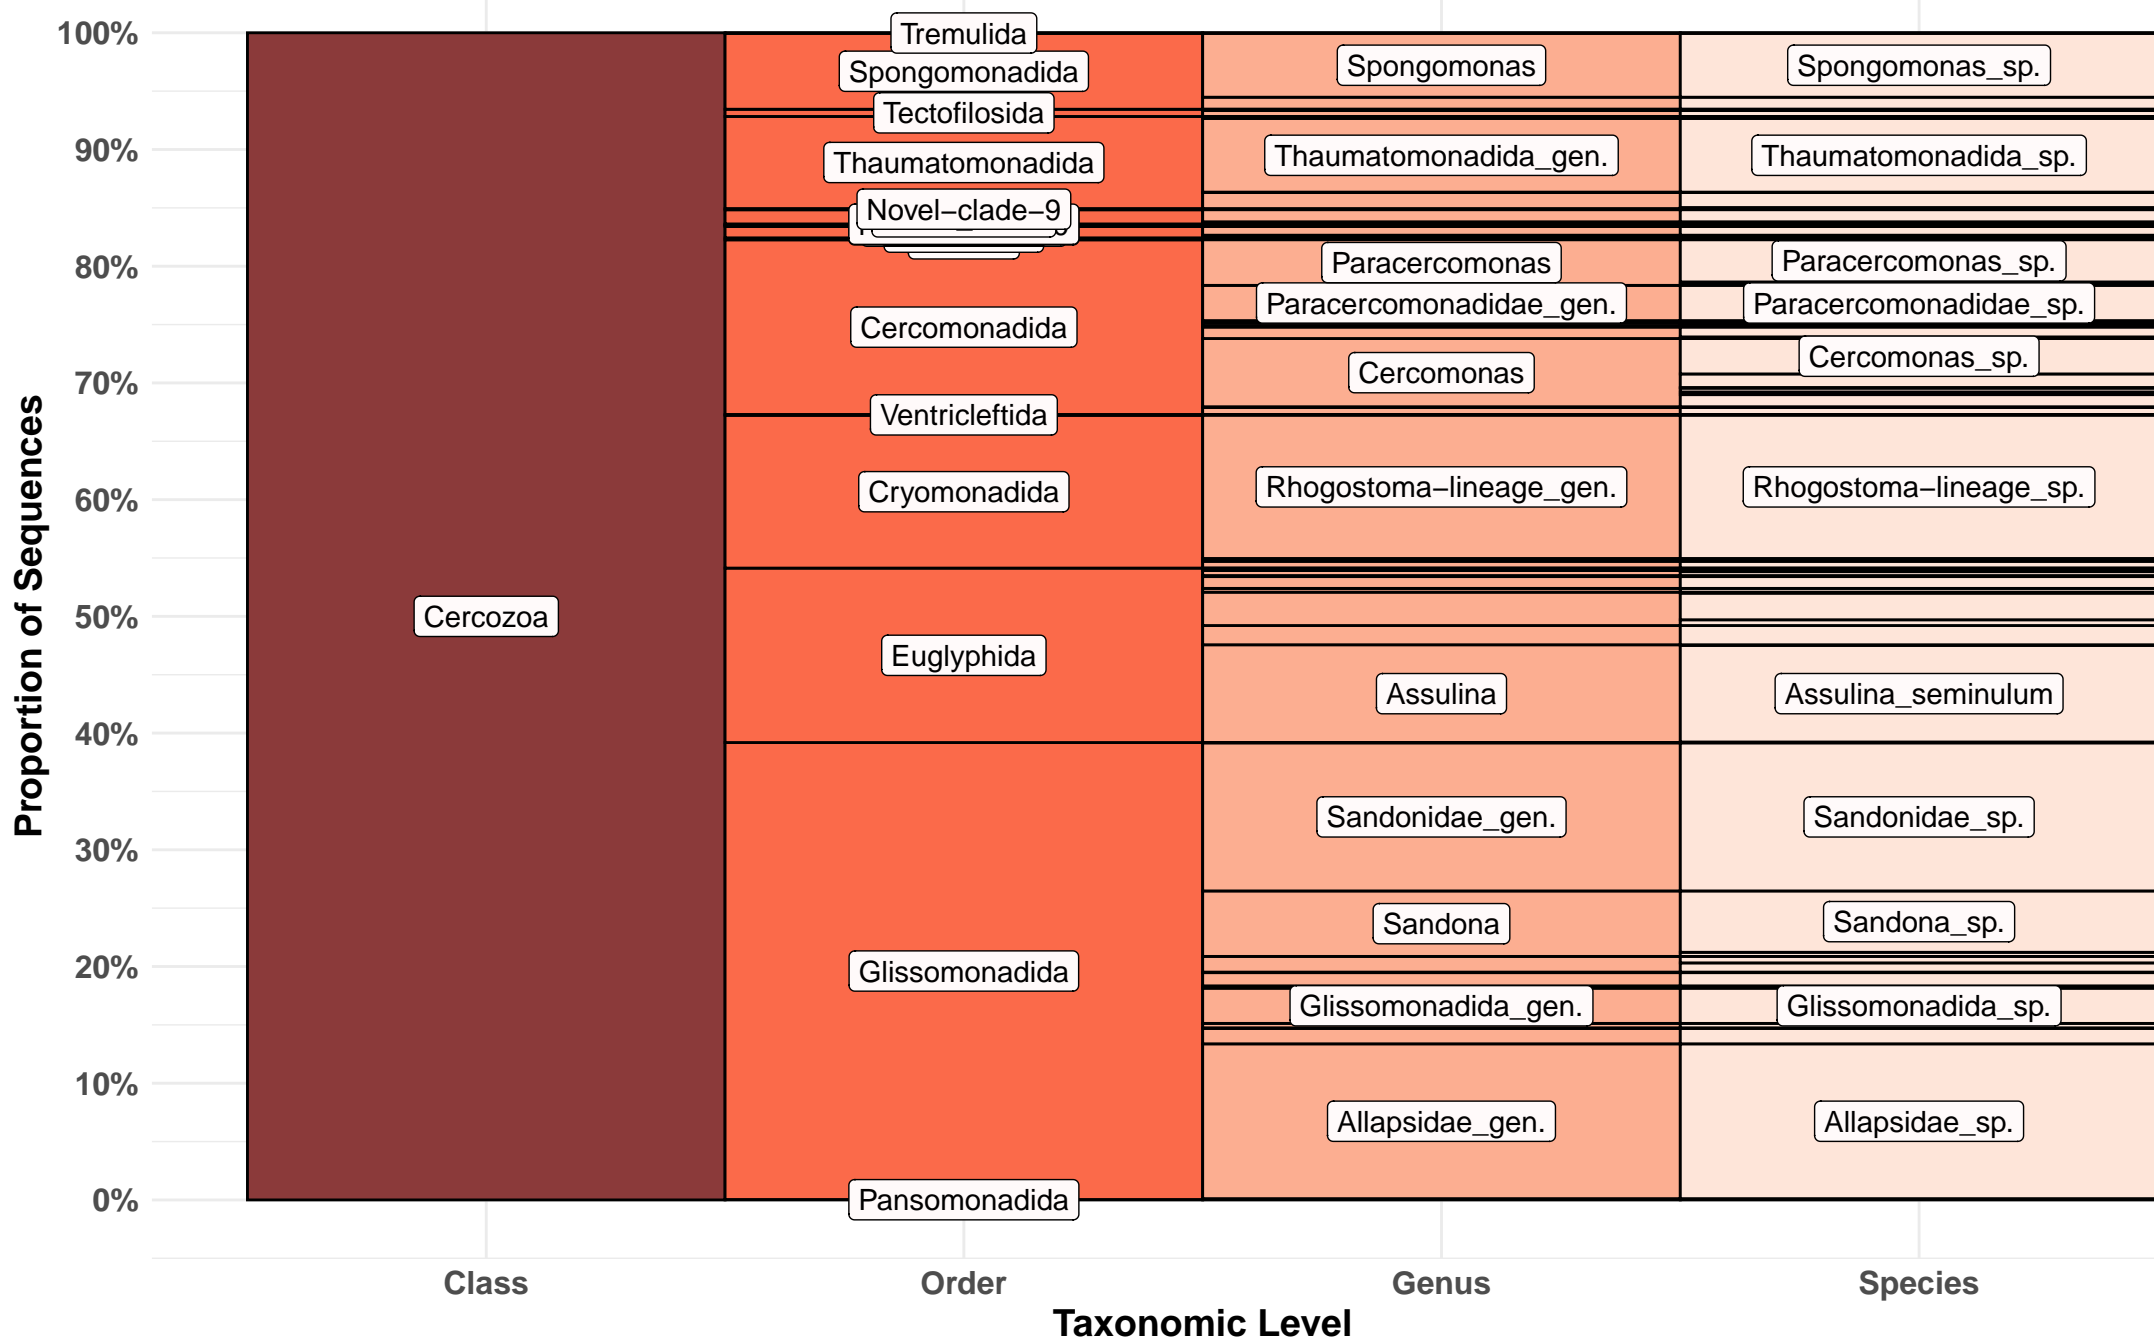 Proportion of Sequences
100%
90%
80%
70%
60%
50%
40%
30%
20%
10%
0%
Cercozoa
Tremulida
Spongomonadida
Tectofilosida
Thaumatomonadida
Novel−clade−9
Cercomonadida
Ventricleftida
Cryomonadida
Euglyphida
Glissomonadida
Pansomonadida
Spongomonas
Thaumatomonadida_gen.
Paracercomonas
Paracercomonadidae_gen.
Cercomonas
Rhogostoma−lineage_gen.
Assulina
Sandonidae_gen.
Sandona
Glissomonadida_gen.
Allapsidae_gen.
Spongomonas_sp.
Thaumatomonadida_sp.
Paracercomonas_sp.
Paracercomonadidae_sp.
Cercomonas_sp.
Rhogostoma−lineage_sp.
Assulina_seminulum
Sandonidae_sp.
Sandona_sp.
Glissomonadida_sp.
Allapsidae_sp.
Class
Order
Genus
Species
Taxonomic Level